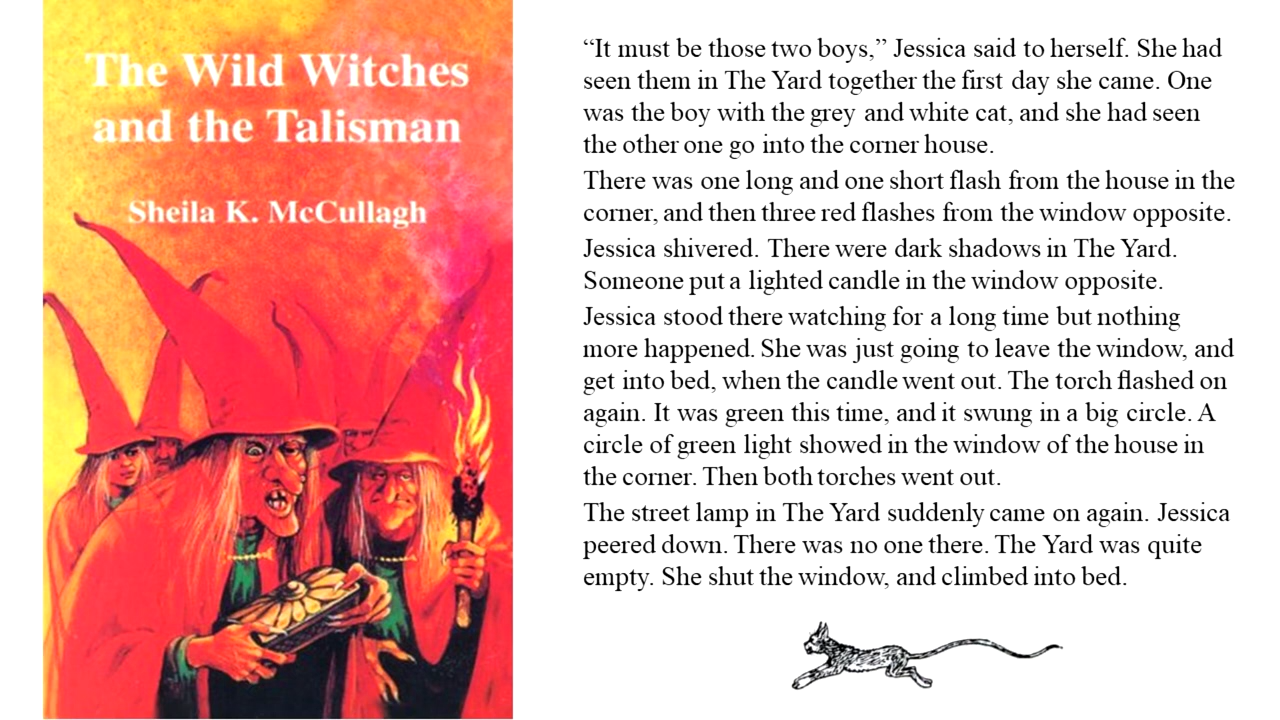 The Wild Witches
and the Talisman
Sheila K. McCullagh
“It must be those two boys,” Jessica said to herself. She had
seen them in The Yard together the first day she came. One
was the boy with the grey and white cat, and she had seen
the other one go into the corner house.
There was one long and one short flash from the house in the
corner, and then three red flashes from the window opposite.
Jessica shivered. There were dark shadows in The Yard.
Someone put a lighted candle in the window opposite.
Jessica stood there watching for a long time but nothing
more happened. She was just going to leave the window, and
get into bed, when the candle went out. The torch flashed on
again. It was green this time, and it swung in a big circle. A
circle of green light showed in the window of the house in
the corner. Then both torches went out.
The street lamp in The Yard suddenly came on again. Jessica
peered down. There was no one there. The Yard was quite
empty. She shut the window, and climbed into bed.